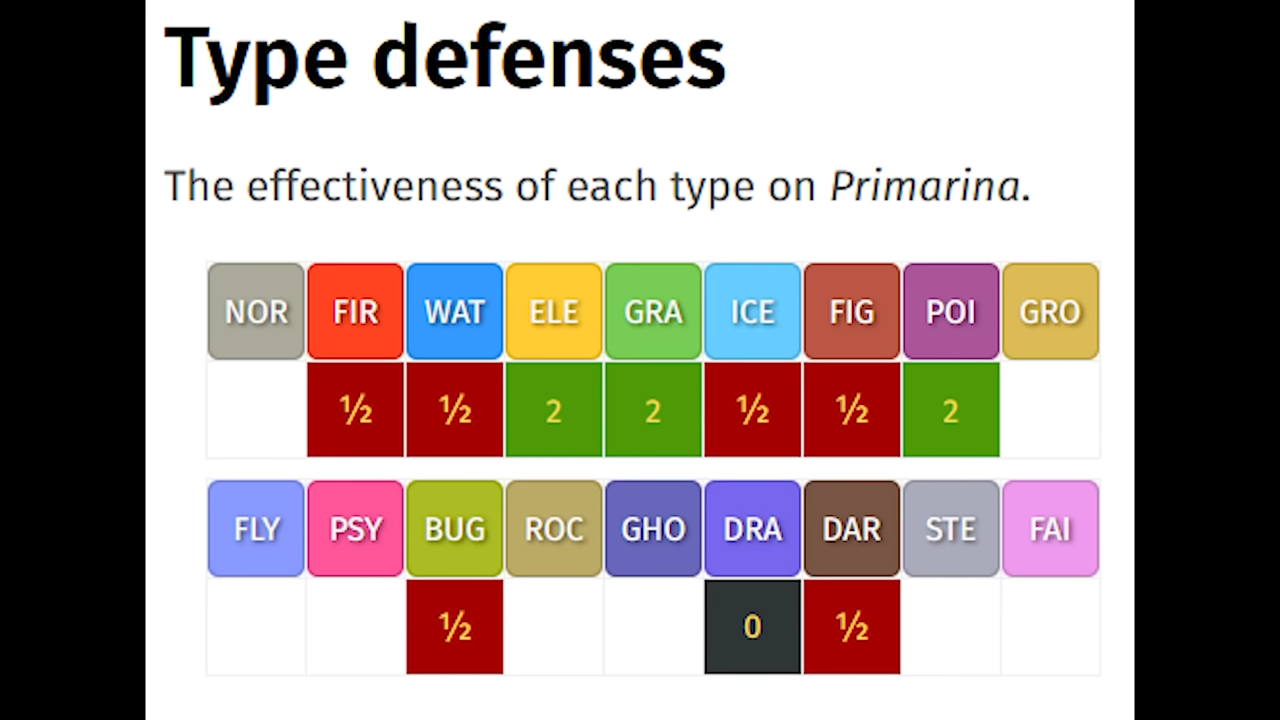 Type defenses
The effectiveness of each type on Primarina.
NOR FIR WAT ELE GRA ICE FIG POI GRO
½ ½ 2 2 ½ ½ 2
FLY PSY BUG ROC GHO DRA DAR STE FAI
½ 0 ½